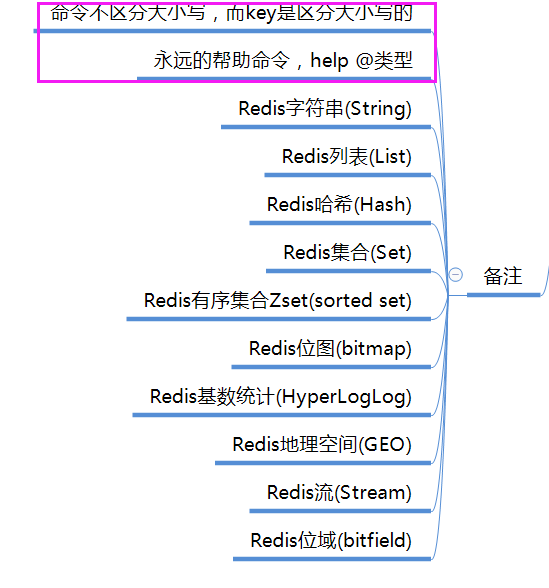 命令不区分大小写，而key是区分大小写的
永远的帮助命令，help @类型
Redis字符串(String)
Redis列表(List)
Redis哈希(Hash)
Redis集合(Set)
备注
Redis有序集合Zset(sorted set)
Redis位图(bitmap)
Redis基数统计(HyperLogLog)
Redis地理空间(GEO)
Redis流(Stream)
Redis位域(bitfield)